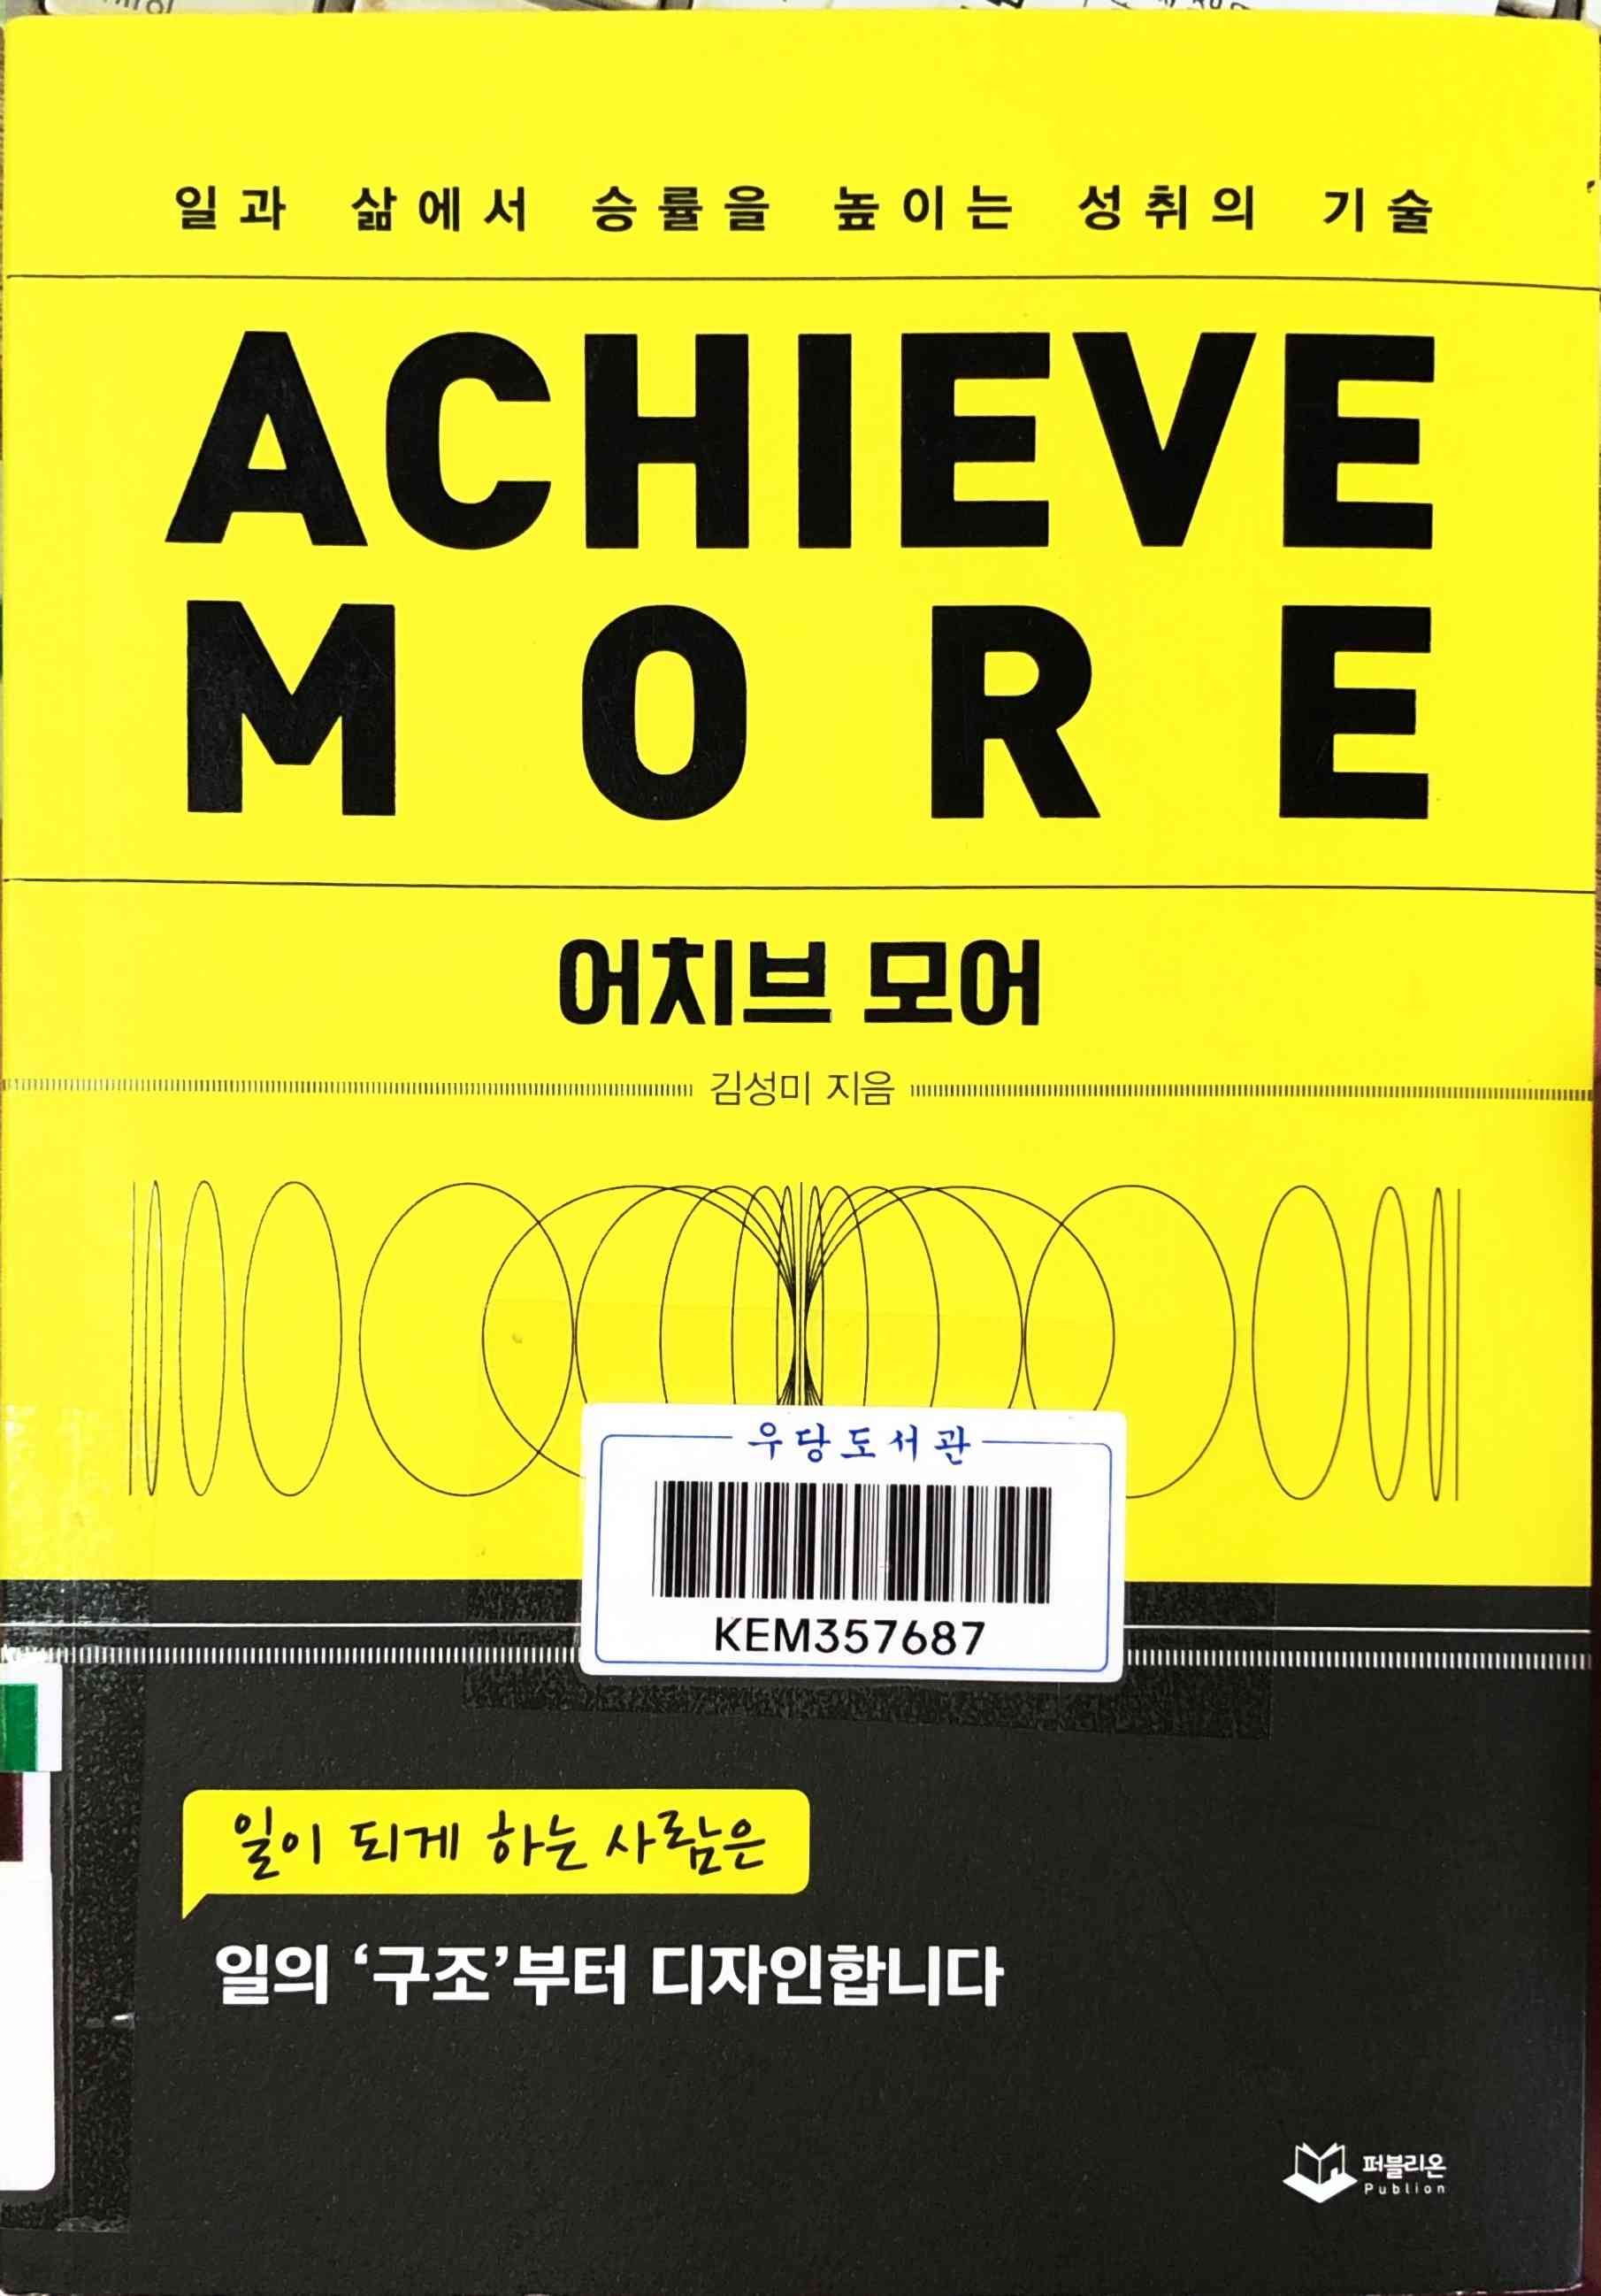 일과 삶에서 승률을 높이는 성취의 기술
ACHIEVE
MORE
어치브 모어
김성미 지음
우당도서관
KEM357687
일이 되게 하는 사람은
일의 ‘구조’부터 디자인합니다
퍼블리온
Publion